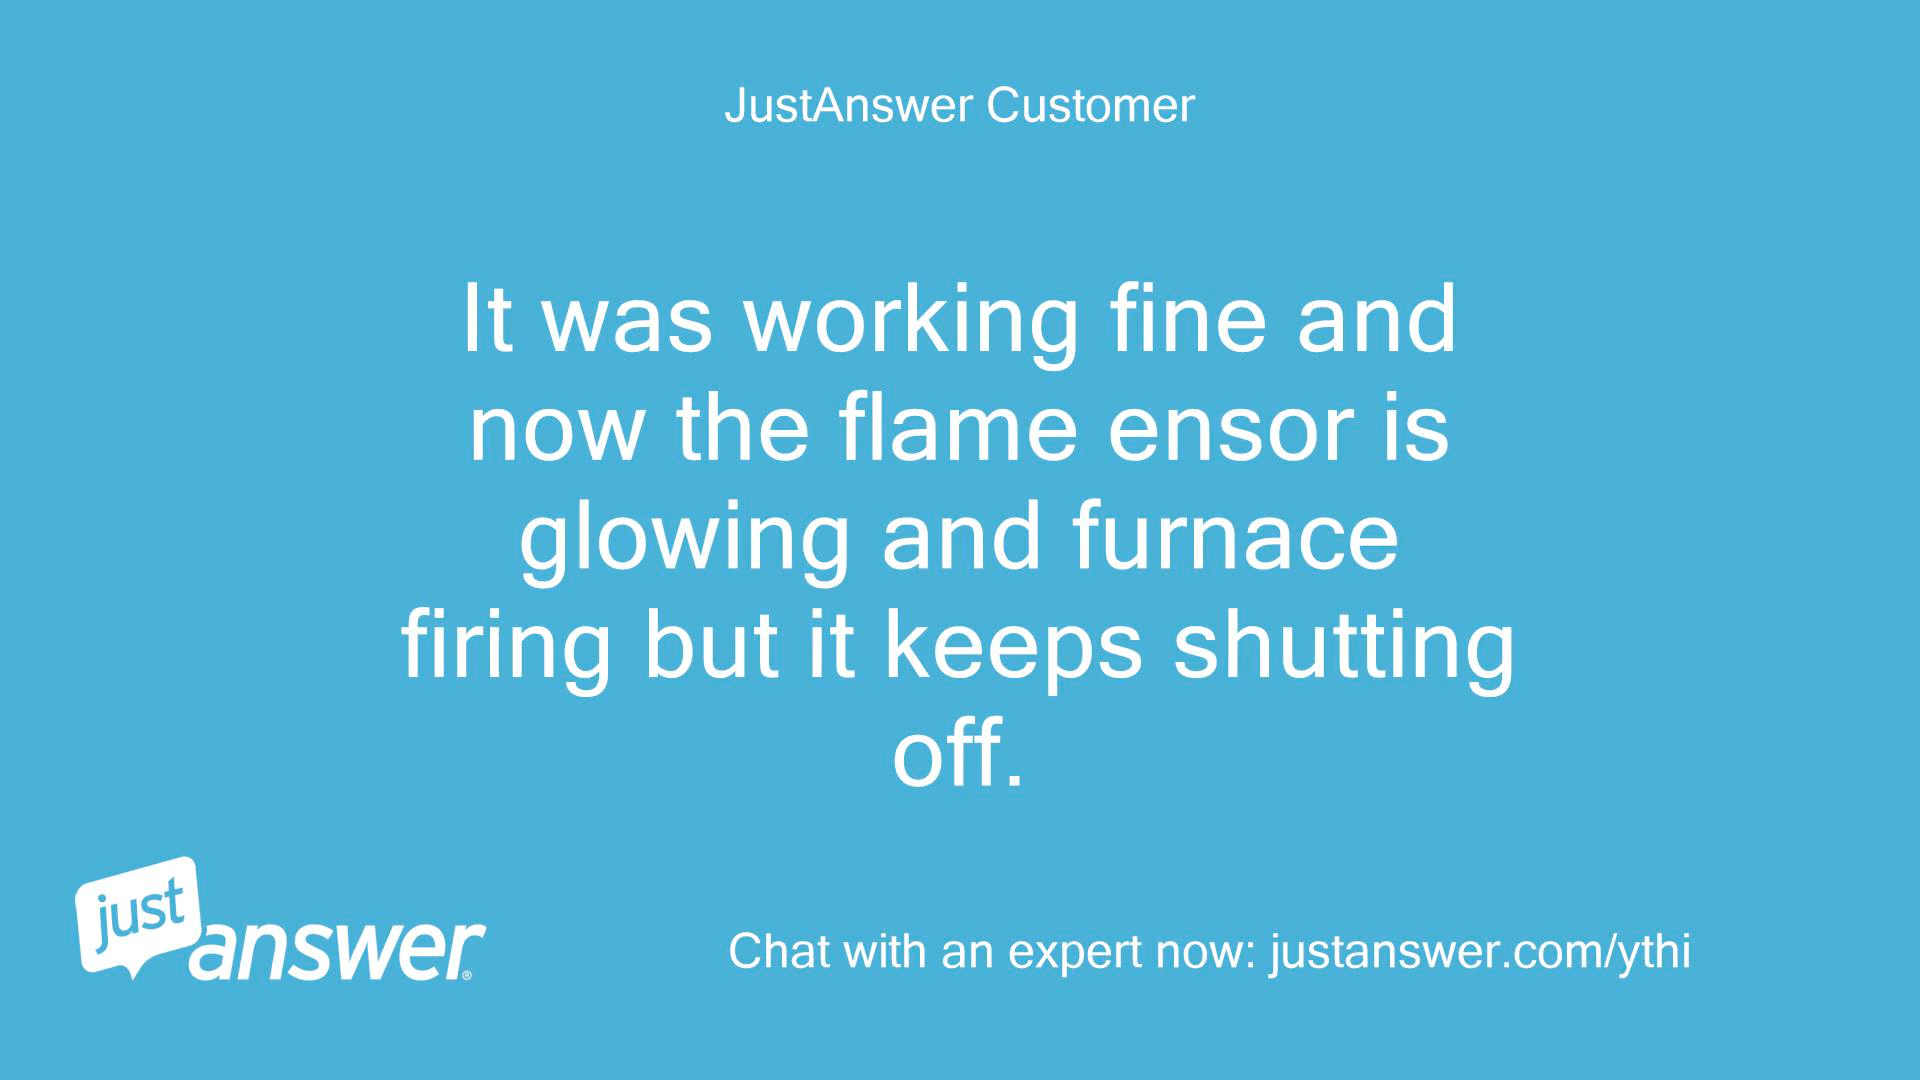 JustAnswer Customer
It was working fine and
now the flame ensor is
glowing and furnace
firing but it keeps shutting
off.
just
answer®
Chat with an expert now: justanswer.com/ythi